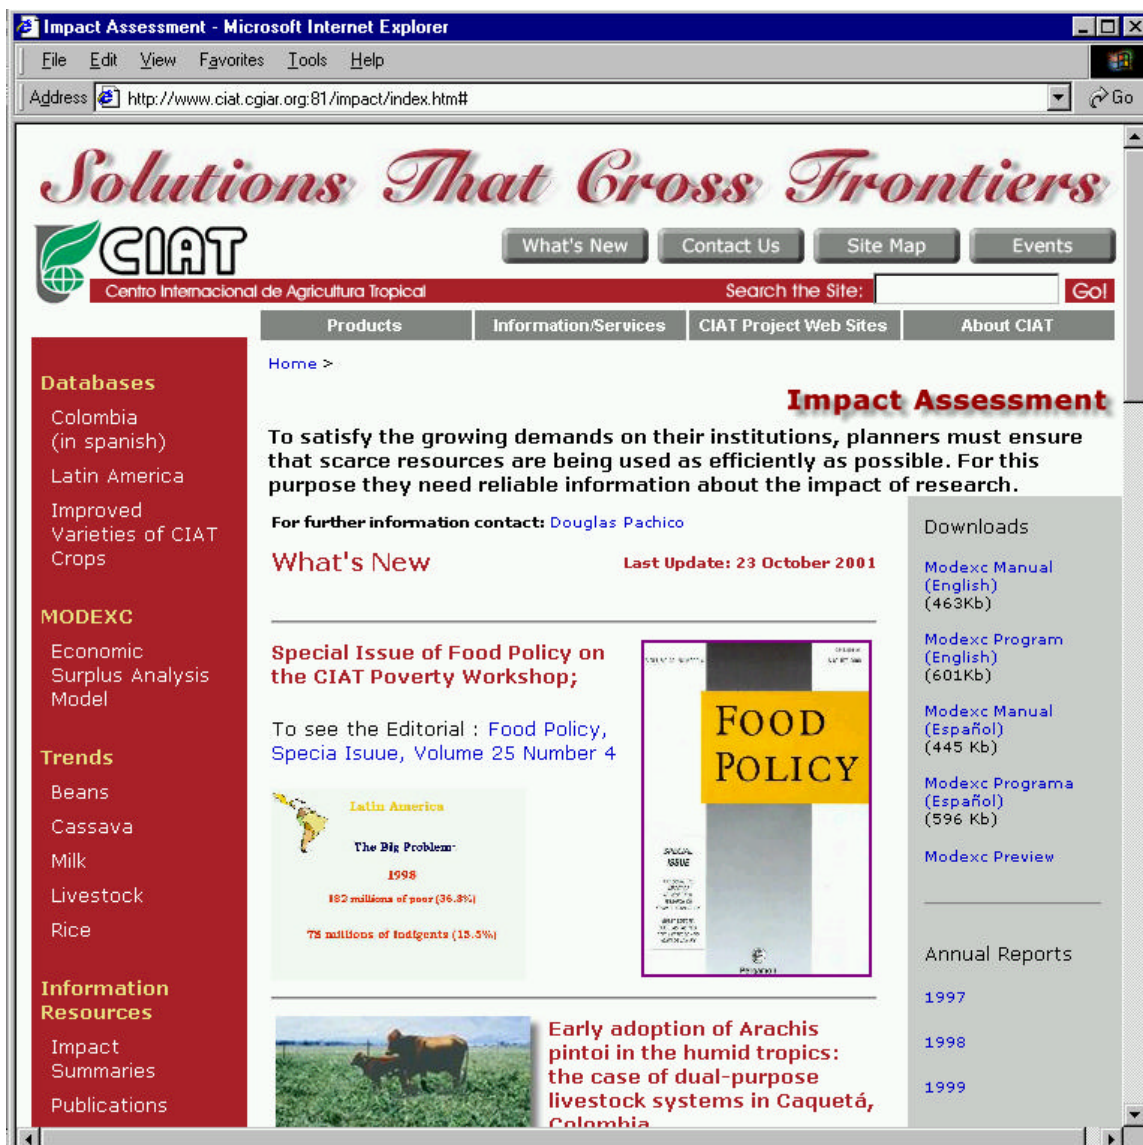 Impact Assessment - Microsoft Internet Explorer
File Edit View Favorites Tools Help
Address http://www.ciat.cgiar.org:81/impact/index.htm# Go
Solutions That Cross Frontiers
CIAT
What's New Contact Us Site Map Events
Centro Internacional de Agricultura Tropical Search the Site: Go!
Products Information/Services CIAT Project Web Sites About CIAT
Databases
Colombia
(in spanish)
Latin America
Improved
Varieties of CIAT
Crops
MODEXC
Economic
Surplus Analysis
Model
Trends
Beans
Cassava
Milk
Livestock
Rice
Information
Resources
Impact
Summaries
Publications
Home >
Impact Assessment
To satisfy the growing demands on their institutions, planners must ensure
that scarce resources are being used as efficiently as possible. For this
purpose they need reliable information about the impact of research.
For further information contact: Douglas Pachico
What's New Last Update: 23 October 2001
Special Issue of Food Policy on
the CIAT Poverty Workshop;
To see the Editorial : Food Policy,
Specia Isuue, Volume 25 Number 4
Latin America
The Big Problem-
1998
182 millions of poor (36.3%)
78 millions of Indigents (15.5%)
FOOD
POLICY
SPECIAL
ISSUE
Early adoption of Arachis
pintoi in the humid tropics:
the case of dual-purpose
livestock systems in Caquetá,
Colombia
Downloads
Modexc Manual
(English)
(463Kb)
Modexc Program
(English)
(601Kb)
Modexc Manual
(Español)
(445 Kb)
Modexc Programa
(Español)
(596 Kb)
Modexc Preview
Annual Reports
1997
1998
1999